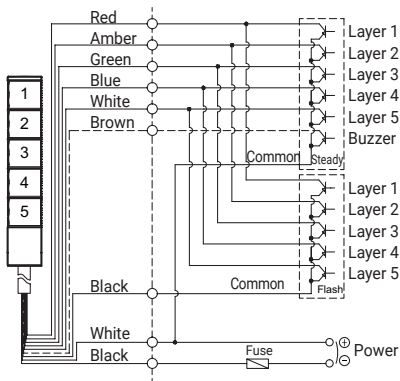 Red
Amber
Green
Blue
White
Brown
1
2
3
4
5
Layer 1
Layer 2
Layer 3
Layer 4
Layer 5
Buzzer
Common
Steady
Layer 1
Layer 2
Layer 3
Layer 4
Layer 5
Black
Common
Flash
White
Black
Fuse
⊕
⊖
Power